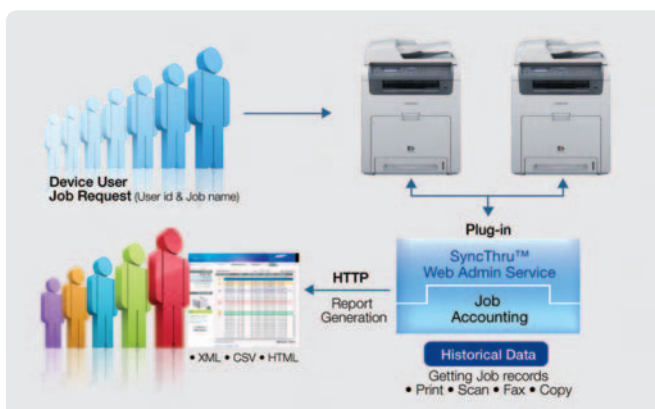 Device User
Job Request (User id & Job name)
Plug-in
SyncThru™
Web Admin Service
HTTP
Job
Accounting
Report
Generation
• XML • CSV • HTML
Historical Data
Getting Job records
• Print • Scan • Fax • Copy